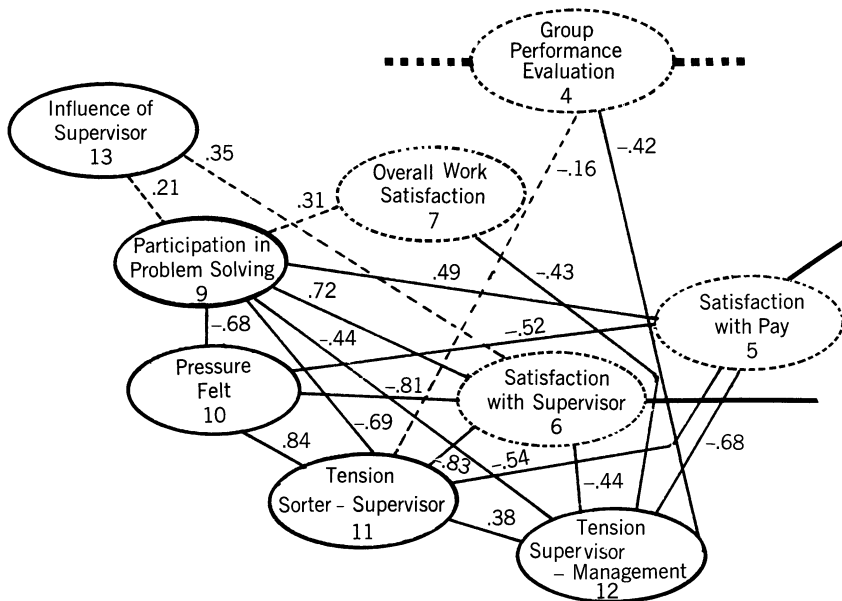 Group
Performance
Evaluation
4
Influence of
Supervisor
13
.35
-.16
-.42
.21
.31
Overall Work
Satisfaction
7
Participation in
Problem Solving
9
.49
-.43
.72
-.68
-.44
-.52
Satisfaction
with Pay
5
Pressure
Felt
10
-.81
Satisfaction
with Supervisor
6
.84
-.69
-.83
-.54
-.44
-.68
Tension
Sorter - Supervisor
11
.38
Tension
Supervisor
- Management
12